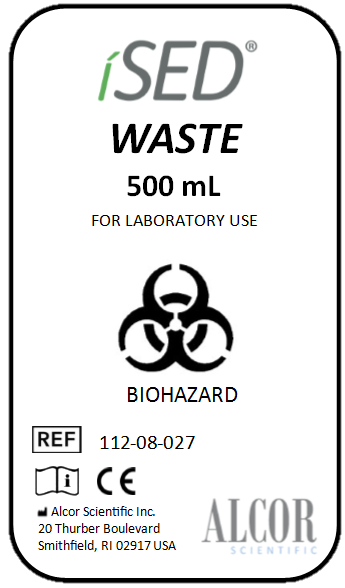 íSED®
WASTE
500 mL
FOR LABORATORY USE
BIOHAZARD
REF 112-08-027
i CE
Alcor Scientific Inc.
20 Thurber Boulevard
Smithfield, RI 02917 USA
ALCOR
SCIENTIFIC